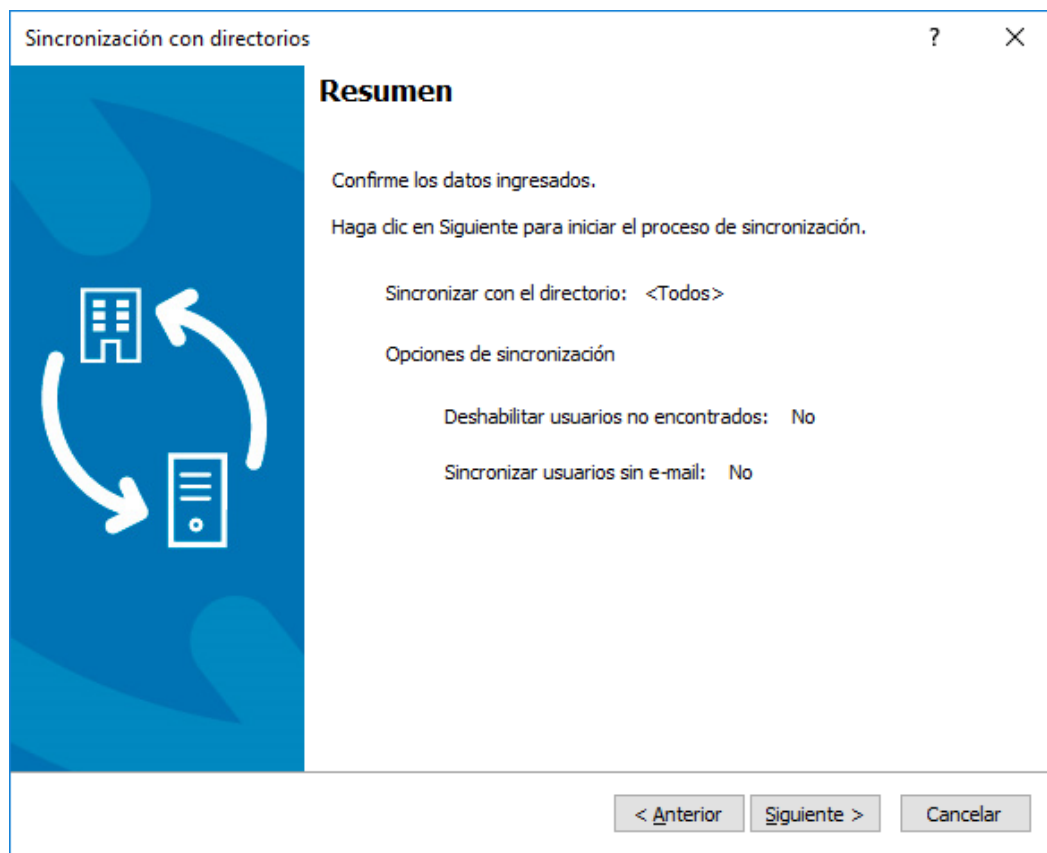 Sincronización con directorios
?
Resumen
Confirme los datos ingresados.
Haga clic en Siguiente para iniciar el proceso de sincronización.
Sincronizar con el directorio: <Todos>
Opciones de sincronización
Deshabilitar usuarios no encontrados: No
Sincronizar usuarios sin e-mail: No
< Anterior Siguiente > Cancelar